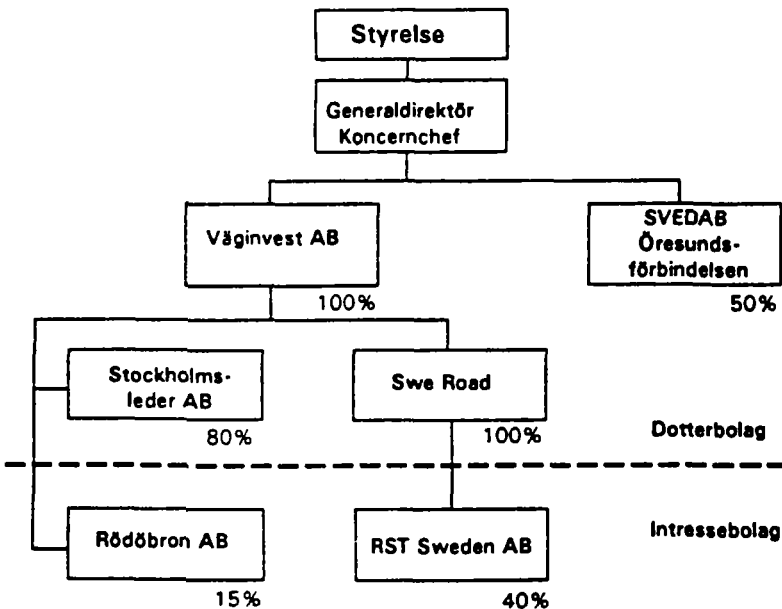 Styrelse
Generaldirektör
Koncernchef
Väginvest AB
100%
SVEDAB
Öresunds-
förbindelsen
50%
Stockholms-
leder AB
80%
Swe Road
100%
Dotterbolag
Rödöbron AB
15%
RST Sweden AB
40%
Intressebolag